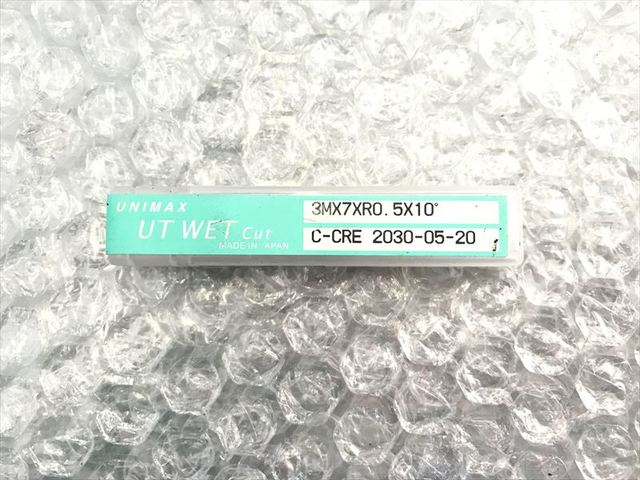 UNIMAX
UT WET Cut
MADE IN JAPAN
3MX7XR0.5X10°
C-CRE 2030-05-20